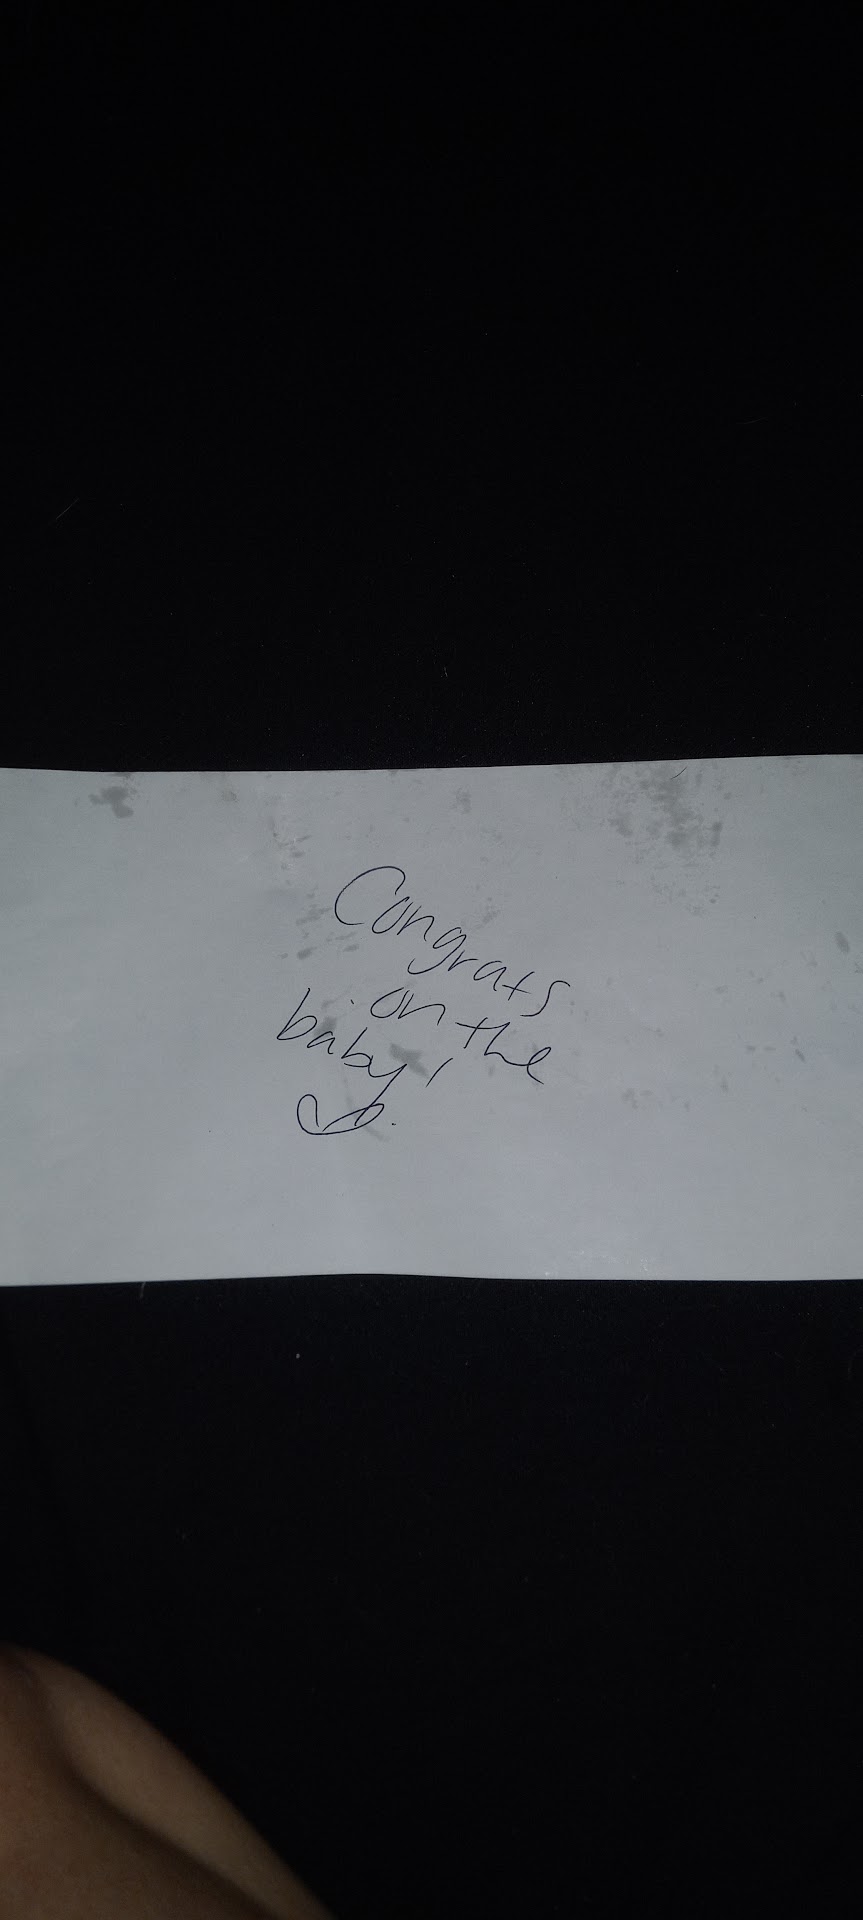 Congrats
on the
baby!